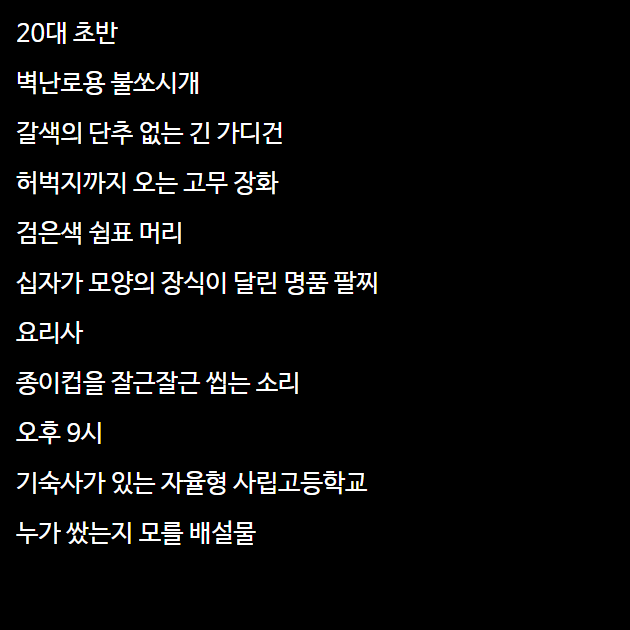 20대 초반
벽난로용 불쏘시개
갈색의 단추 없는 긴 가디건
허벅지까지 오는 고무 장화
검은색 쉼표 머리
십자가 모양의 장식이 달린 명품 팔찌
요리사
종이컵을 잘근잘근 씹는 소리
오후 9시
기숙사가 있는 자율형 사립고등학교
누가 쌌는지 모를 배설물